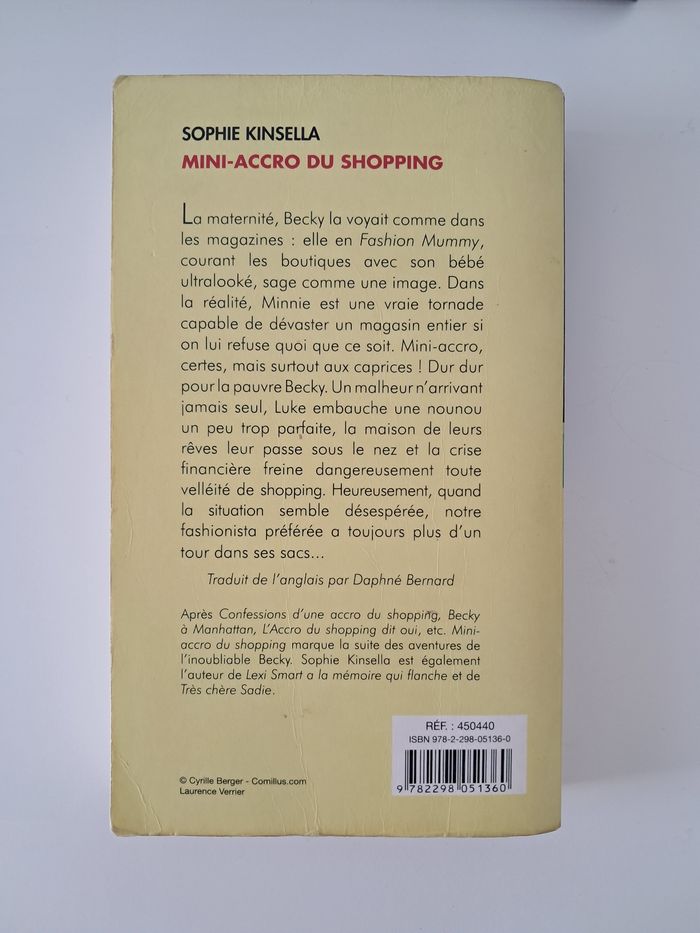 SOPHIE KINSELLA
MINI-ACCRO DU SHOPPING
La maternité, Becky la voyait comme dans
les magazines : elle en Fashion Mummy,
courant les boutiques avec son bébé
ultralooké, sage comme une image. Dans
la réalité, Minnie est une vraie tornade
capable de dévaster un magasin entier si
on lui refuse quoi que ce soit. Mini-accro,
certes, mais surtout aux caprices ! Dur dur
pour la pauvre Becky. Un malheur n'arrivant
jamais seul, Luke embauche une nounou
un peu trop parfaite, la maison de leurs
rêves leur passe sous le nez et la crise
financière freine dangereusement toute
velléité de shopping. Heureusement, quand
la situation semble désespérée, notre
fashionista préférée a toujours plus d'un
tour dans ses sacs...
Traduit de l'anglais par Daphné Bernard
Après Confessions d'une accro du shopping, Becky
à Manhattan, L'Accro du shopping dit oui, etc. Mini-
accro du shopping marque la suite des aventures de
l'inoubliable Becky. Sophie Kinsella est également
l'auteur de Lexi Smart a la mémoire qui flanche et de
Très chère Sadie.
RÉF. : 450440
ISBN 978-2-298-05136-0
9 782298 051360
© Cyrille Berger - Comillus.com
Laurence Verrier